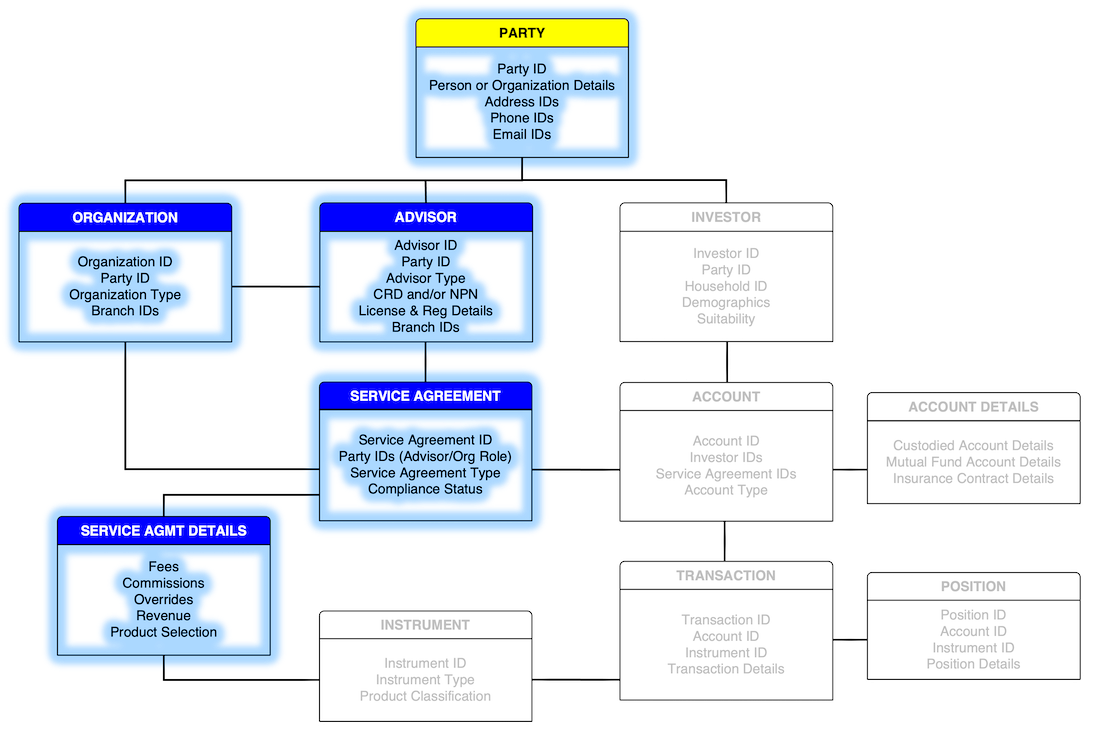 PARTY
Party ID
Person or Organization Details
Address IDs
Phone IDs
Email IDs
ORGANIZATION
Organization ID
Party ID
Organization Type
Branch IDs
ADVISOR
Advisor ID
Party ID
Advisor Type
CRD and/or NPN
License & Reg Details
Branch IDs
INVESTOR
Investor ID
Party ID
Household ID
Demographics
Suitability
SERVICE AGREEMENT
Service Agreement ID
Party IDs (Advisor/Org Role)
Service Agreement Type
Compliance Status
ACCOUNT
Account ID
Investor IDs
Service Agreement IDs
Account Type
ACCOUNT DETAILS
Custodied Account Details
Mutual Fund Account Details
Insurance Contract Details
SERVICE AGMT DETAILS
Fees
Commissions
Overrides
Revenue
Product Selection
INSTRUMENT
Instrument ID
Instrument Type
Product Classification
TRANSACTION
Transaction ID
Account ID
Instrument ID
Transaction Details
POSITION
Position ID
Account ID
Instrument ID
Position Details